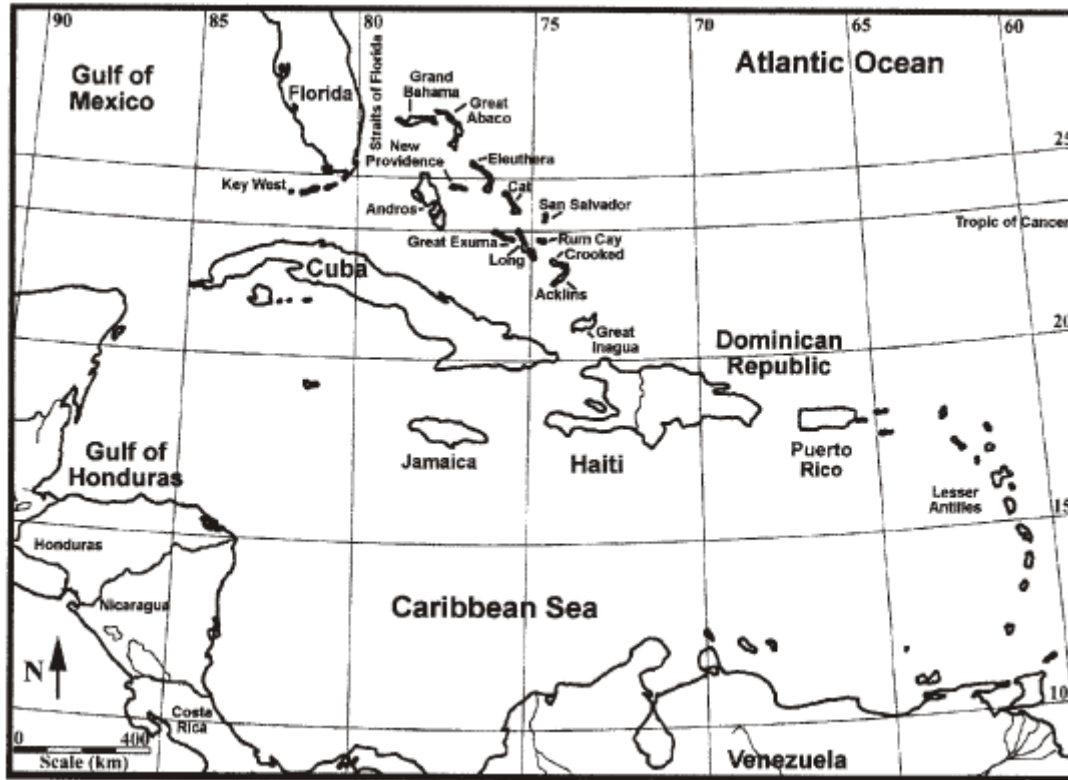 90
85
80
75
70
65
60
Gulf of
Mexico
Florida
Straits of Florida
Grand
Bahama
Great
Abaco
Atlantic Ocean
25
New
Providence
Eleuthera
Key West
Cat
Andros
San Salvador
Tropic of Cancer
Great Exuma
Rum Cay
Long
Crooked
Cuba
Acklins
20
Great
Inagua
Dominican
Republic
Gulf of
Honduras
Jamaica
Haiti
Puerto
Rico
Lesser
Antilles
15
Honduras
Nicaragua
Caribbean Sea
N
10
Costa
Rica
0 400
Scale (km)
Venezuela